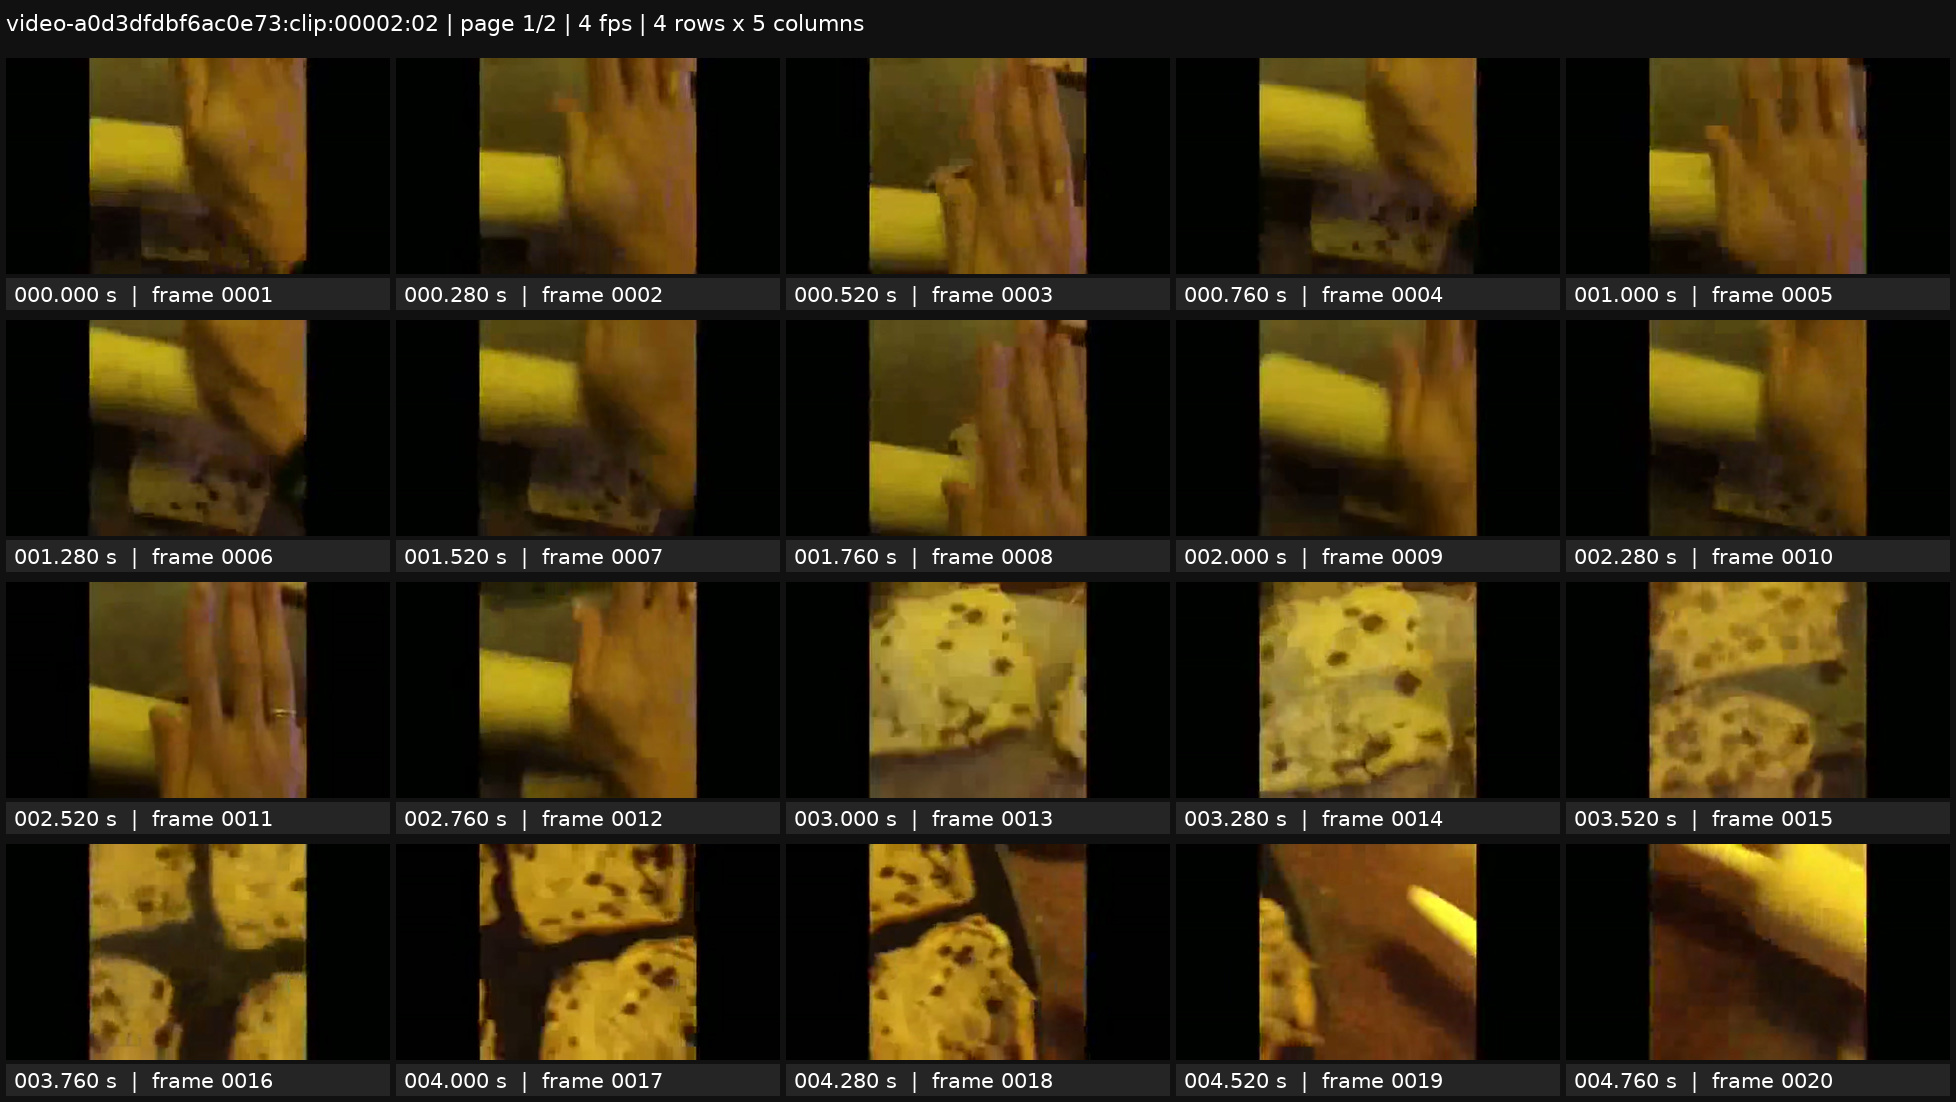 video-a0d3dfdbf6ac0e73:clip:00002:02 | page 1/2 | 4 fps | 4 rows x 5 columns
000.000 s | frame 0001
000.280 s | frame 0002
000.520 s | frame 0003
000.760 s | frame 0004
001.000 s | frame 0005
001.280 s | frame 0006
001.520 s | frame 0007
001.760 s | frame 0008
002.000 s | frame 0009
002.280 s | frame 0010
002.520 s | frame 0011
002.760 s | frame 0012
003.000 s | frame 0013
003.280 s | frame 0014
003.520 s | frame 0015
003.760 s | frame 0016
004.000 s | frame 0017
004.280 s | frame 0018
004.520 s | frame 0019
004.760 s | frame 0020